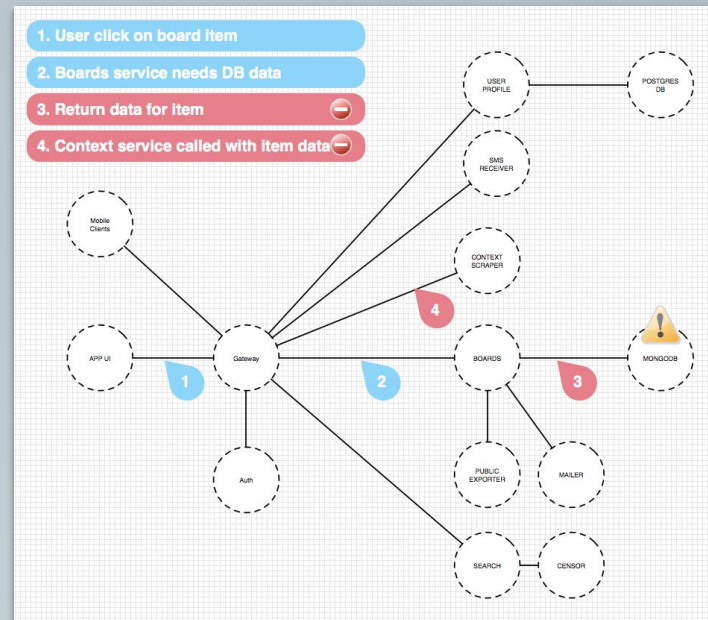 1. User click on board item
2. Boards service needs DB data
3. Return data for item
4. Context service called with item data
USER
PROFILE
POSTGRES
DB
SMS
RECEIVER
Mobile
Clients
CONTEXT
SCRAPER
4
APP UI
Gateway
BOARDS
MONGODB
1
2
3
Auth
PUBLIC
EXPORTER
MAILER
SEARCH
CENSOR